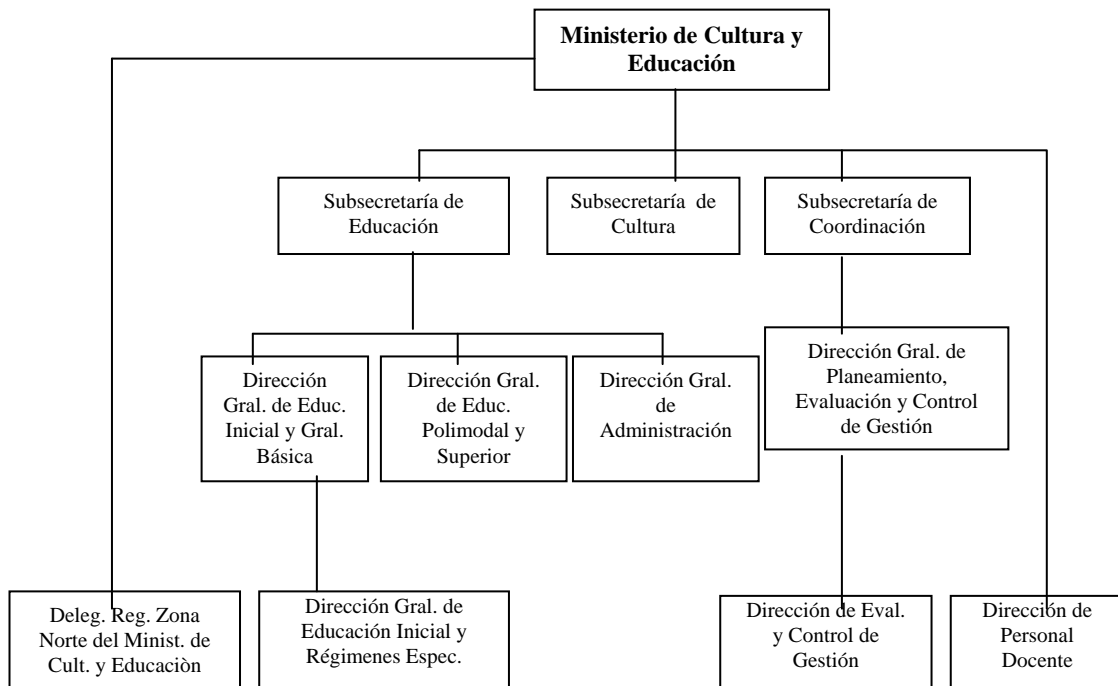 Ministerio de Cultura y
Educación
Subsecretaría de
Educación
Subsecretaría de
Cultura
Subsecretaría de
Coordinación
Dirección
Gral. de Educ.
Inicial y Gral.
Básica
Dirección Gral.
de Educ.
Polimodal y
Superior
Dirección Gral.
de
Administración
Dirección Gral. de
Planeamiento,
Evaluación y Control
de Gestión
Deleg. Reg. Zona
Norte del Minist. de
Cult. y Educaciòn
Dirección Gral. de
Educación Inicial y
Régimenes Espec.
Dirección de Eval.
y Control de
Gestión
Dirección de
Personal
Docente